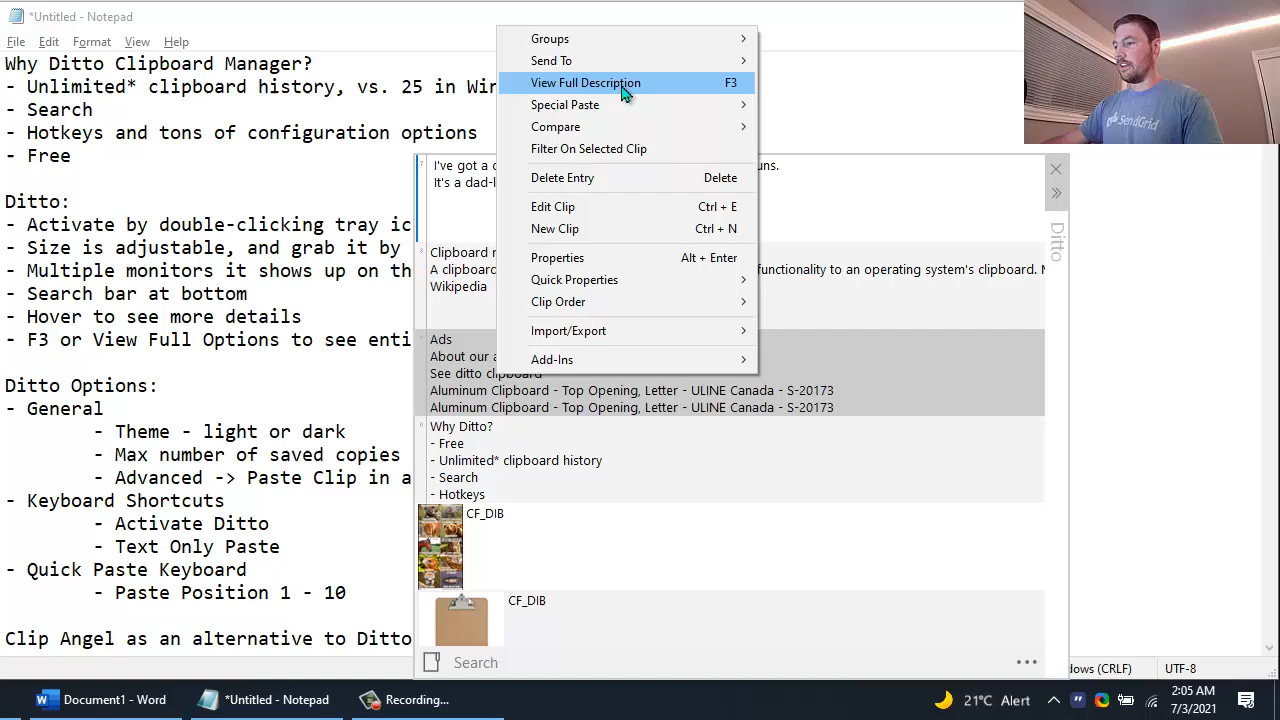 *Untitled - Notepad
File Edit Format View Help
Why Ditto Clipboard Manager?
- Unlimited* clipboard history, vs. 25 in Win
- Search
- Hotkeys and tons of configuration options
- Free
Ditto:
- Activate by double-clicking tray ic
- Size is adjustable, and grab it by
- Multiple monitors it shows up on th
- Search bar at bottom
- Hover to see more details
- F3 or View Full Options to see enti
Ditto Options:
- General
- Theme - light or dark
- Max number of saved copies
- Advanced -> Paste Clip in a
- Keyboard Shortcuts
- Activate Ditto
- Text Only Paste
- Quick Paste Keyboard
- Paste Position 1 - 10
Clip Angel as an alternative to Ditto
Groups
Send To
View Full Description F3
Special Paste
Compare
Filter On Selected Clip
Delete Entry Delete
Edit Clip Ctrl + E
New Clip Ctrl + N
Properties Alt + Enter
Quick Properties
Clip Order
Import/Export
Add-Ins
I've got a uns.
It's a dad-
Clipboard
A clipboard functionality to an operating system's clipboard.
Wikipedia
Ads
About our
See ditto clipboard
Aluminum Clipboard - Top Opening, Letter - ULINE Canada - S-20173
Aluminum Clipboard - Top Opening, Letter - ULINE Canada - S-20173
Why Ditto?
- Free
- Unlimited* clipboard history
- Search
- Hotkeys
CF_DIB
CF_DIB
Search
Ditto
SendGrid
dows (CRLF) UTF-8
Document1 - Word
*Untitled - Notepad
Recording...
21°C Alert
2:05 AM
7/3/2021